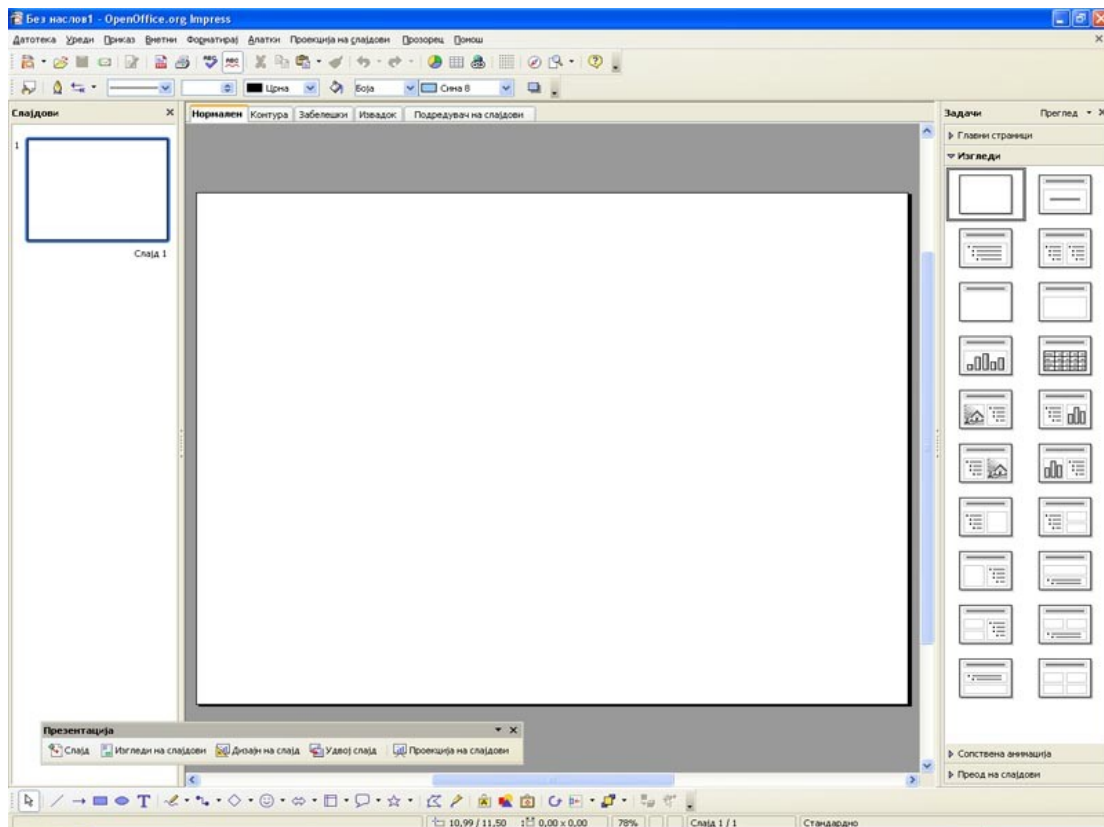 Без наслов1 - OpenOffice.org Impress
Датотека Уреди Приказ Вметни Форматирај Алатки Проекција на слајдови Прозорец Помош
Црна Боја Сина 8
Слајдови
Нормален Контура Забелешки Извадок Подредувач на слајдови
Задачи Преглед
Главни страници
Изгледи
1
Слајд 1
Презентација
Слајд Изгледи на слајдови Дизајн на слајд Удвој слајд Проекција на слајдови
Сопствена анимација
Преод на слајдови
10,99 / 11,50 0,00 x 0,00 78% Слајд 1 / 1 Стандардно